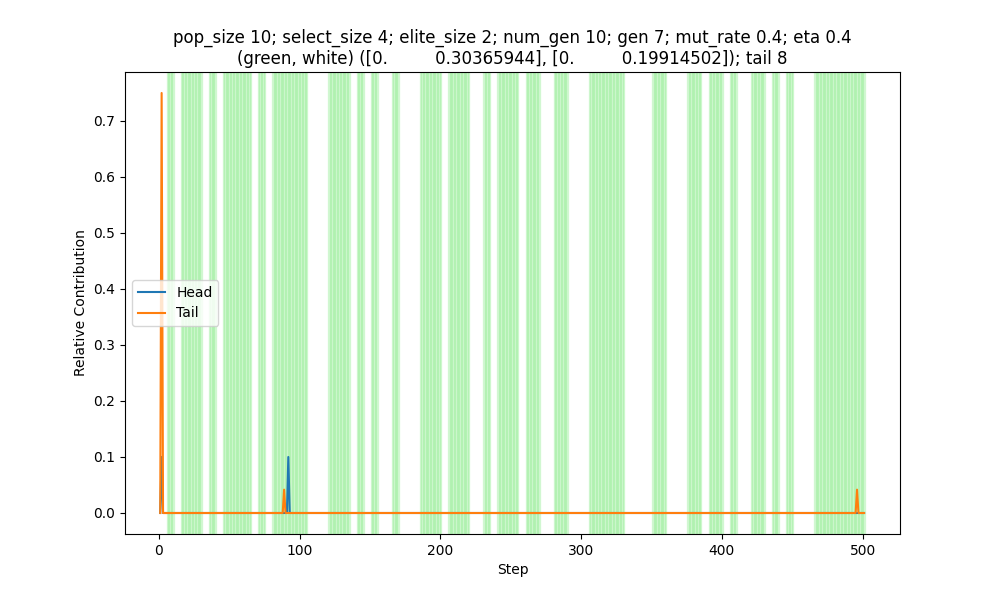 pop_size 10; select_size 4; elite_size 2; num_gen 10; gen 7; mut_rate 0.4; eta 0.4
(green, white) ([0.          0.30365944], [0.          0.19914502]); tail 8
Relative Contribution
0.7
0.6
0.5
0.4
0.3
0.2
0.1
0.0
Head
Tail
0
100
200
300
400
500
Step